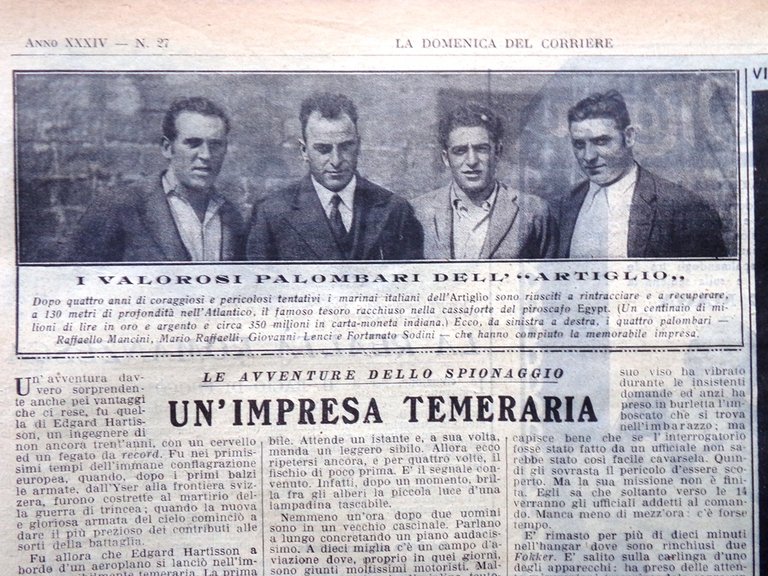 ANNO XXXIV — N. 27
LA DOMENICA DEL CORRIERE
VI
I VALOROSI PALOMBARI DELL' "ARTIGLIO„
Dopo quattro anni di coraggiosi e pericolosi tentativi i marinai italiani dell'Artiglio sono riusciti a rintracciare e a recuperare,
a 130 metri di profondità nell'Atlantico, il famoso tesoro racchiuso nella cassaforte del piroscafo Egypt. (Un centinaio di mi-
lioni di lire in oro e argento e circa 350 milioni in carta-moneta indiana.) Ecco, da sinistra a destra, i quattro palombari —
Raffaello Mancini, Mario Raffaelli, Giovanni Lenci e Fortunato Sodini — che hanno compiuto la memorabile impresa.
LE AVVENTURE DELLO SPIONAGGIO
UN'IMPRESA TEMERARIA
Un'avventura dav-
vero sorprenden-
te anche pei vantaggi
che ci rese, fu quel-
la di Edgard Hartis-
son, un ingegnere di
non ancora trent'anni, con un cervello
ed un fegato da record. Fu nei primis-
simi tempi dell'immane conflagrazione
europea, quando, dopo i primi balzi
le armate, dall'Yser alla frontiera sviz-
zera, furono costrette al martirio del-
la guerra di trincea; quando la nuova
e gloriosa armata del cielo cominciò a
dare il più prezioso dei contributi alle
sorti della battaglia.
Fu allora che Edgard Hartisson a
bordo d'un aeroplano si lanciò nell'im-
temeraria. La prima
bile. Attende un istante e, a sua volta,
manda un leggero sibilo. Allora ecco
ripetersi ancora, e per quattro volte, il
fischio di poco prima. E' il segnale con-
venuto. Infatti, dopo un momento, bril-
la fra gli alberi la piccola luce d'una
lampadina tascabile.
Nemmeno un'ora dopo due uomini
sono in un vecchio cascinale. Parlano
a lungo concretando un piano audacis-
simo. A dieci miglia c'è un campo d'a-
viazione dove, proprio in quei giorni,
sono giunti moltissimi motoristi. Mal-
suo viso ha vibrato
durante le insistenti
domande ed anzi ha
preso in burletta l'im-
boscato che si trova
nell'imbarazzo; ma
capisce bene che se l'interrogatorio
fosse stato fatto da un ufficiale non sa-
rebbe stato così facile cavarsela. Quin-
di gli sovrasta il pericolo d'essere sco-
perto. Ma la sua missione non è fini-
ta. Egli sa che soltanto verso le 14
verranno gli ufficiali addetti al coman-
do. Manca meno di mezz'ora: c'è forse
tempo.
E' rimasto per più di dieci minuti
nell'hangar dove sono rinchiusi due
Fokker. E' salito sulla carlinga d'uno
degli apparecchi: ha preso delle atten-